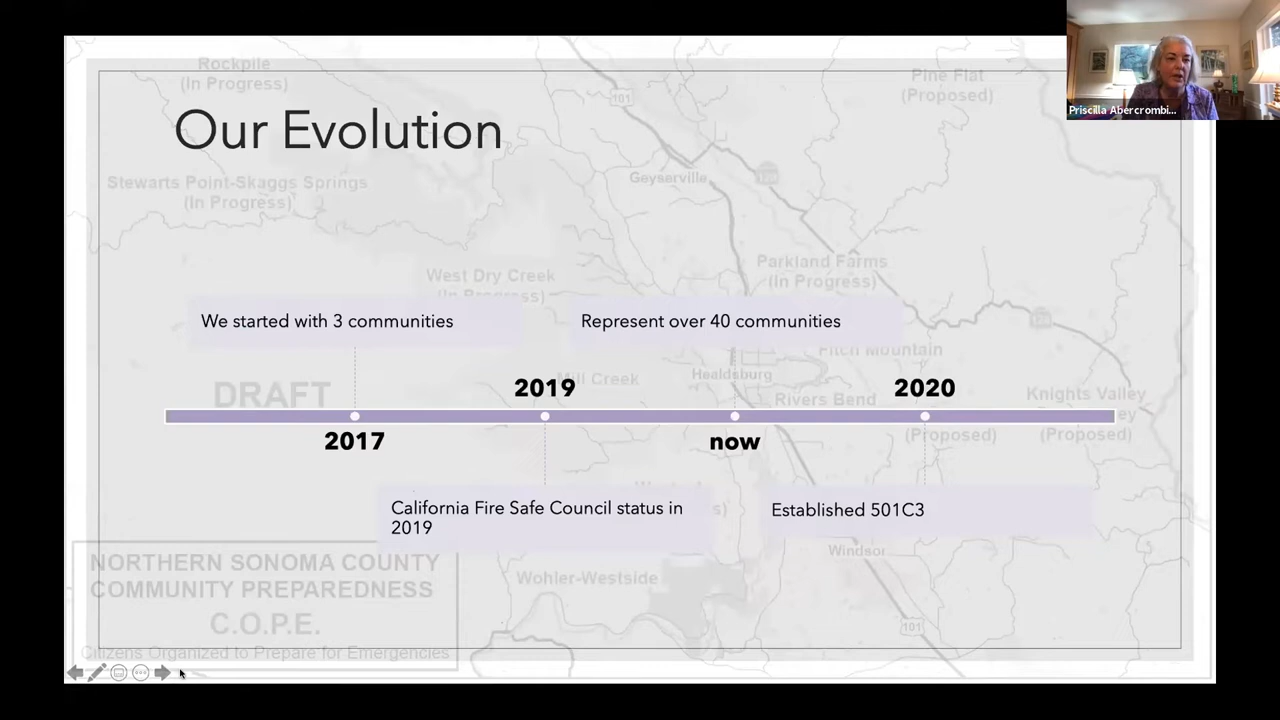 Priscilla Abercrombi...
Our Evolution
Rockpile
(In Progress)
Pine Flat
(Proposed)
101
Geyserville
128
Stewarts Point-Skaggs Springs
(In Progress)
Parkland Farms
(In Progress)
West Dry Creek
(In Progress)
We started with 3 communities
Represent over 40 communities
Fitch Mountain
Healdsburg
Mill Creek
Rivers Bend
Knights Valley
DRAFT
2019
2020
2017
now
(Proposed)
(Proposed)
California Fire Safe Council status in
2019
Established 501C3
Windsor
Wohler-Westside
101
NORTHERN SONOMA COUNTY
COMMUNITY PREPAREDNESS
C.O.P.E.
Citizens Organized to Prepare for Emergencies